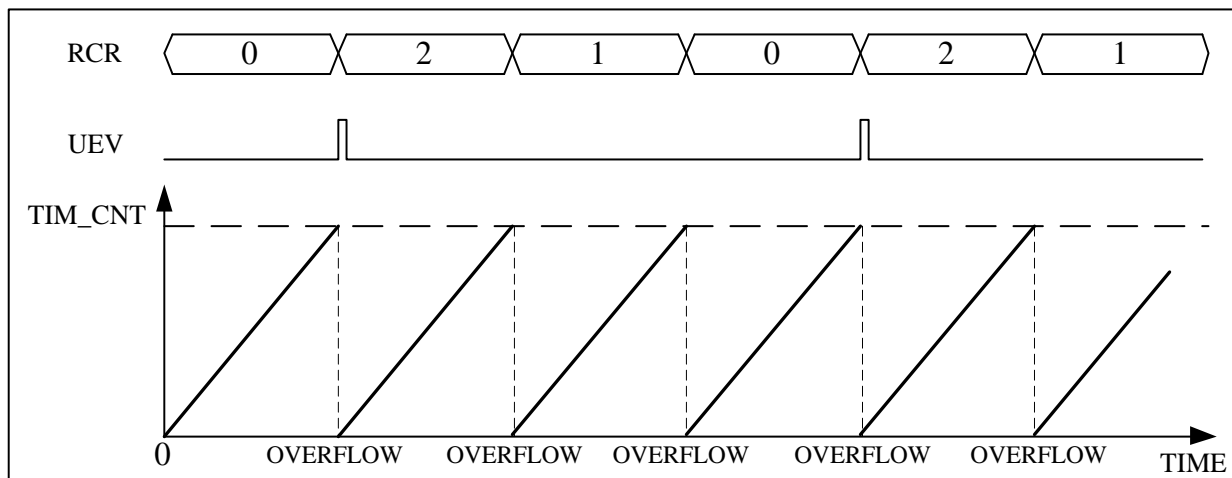 RCR 0 2 1 0 2 1
UEV
TIM_CNT
0 OVERFLOW OVERFLOW OVERFLOW OVERFLOW OVERFLOW TIME